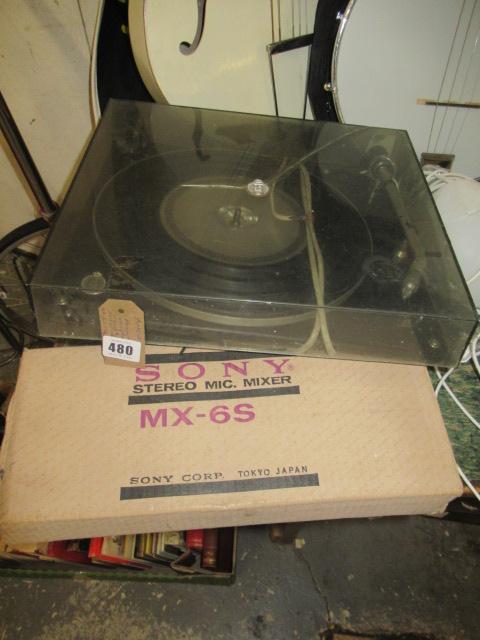 480
SONY®
STEREO MIC. MIXER
MX-6S
SONY CORP. TOKYO JAPAN